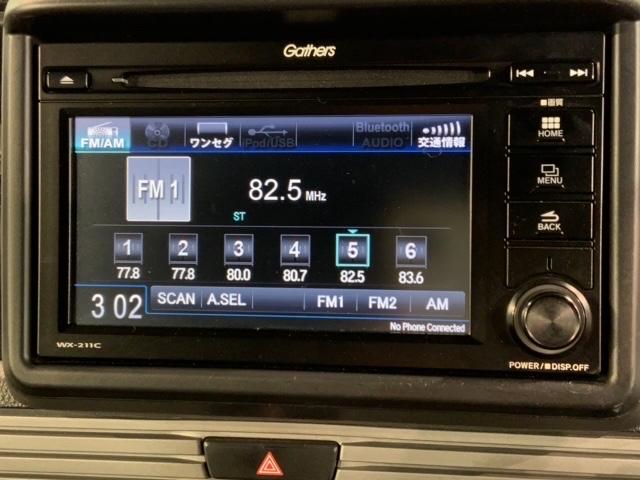 Gathers
■画質
FM/AM CD ワンセグ iPod/USB Bluetooth AUDIO 交通情報
HOME
FM 1 82.5 MHz
ST
MENU
1 2 3 4 5 6
77.8 77.8 80.0 80.7 82.5 83.6
BACK
3 02 SCAN A.SEL FM1 FM2 AM
No Phone Connected
WX-211C
POWER/■DISP.OFF